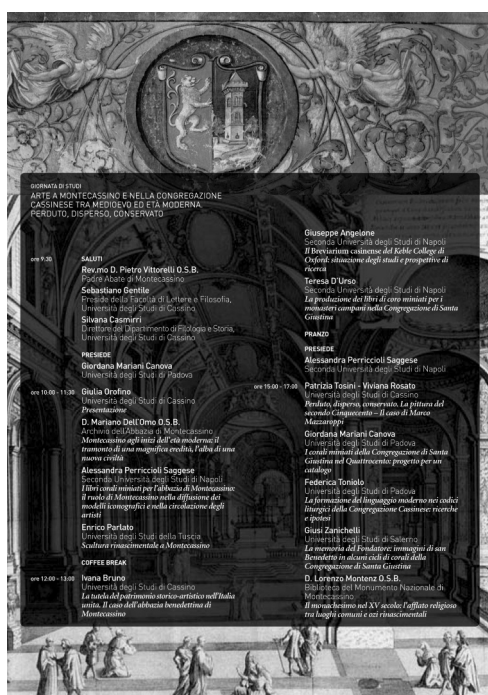 GIORNATA DI STUDI
ARTE A MONTECASSINO E NELLA CONGREGAZIONE
CASSINESE TRA MEDIOEVO ED ETÀ MODERNA.
PERDUTO, DISPERSO, CONSERVATO
ore 9:30
SALUTI
Rev.mo D. Pietro Vittorelli O.S.B.
Padre Abate di Montecassino
Sebastiano Gentile
Preside della Facoltà di Lettere e Filosofia,
Università degli Studi di Cassino
Silvana Casmirri
Direttore del Dipartimento di Filologia e Storia,
Università degli Studi di Cassino
PRESIEDE
Giordana Mariani Canova
Università degli Studi di Padova
ore 10:00 - 11:30
Giulia Orofino
Università degli Studi di Cassino
Presentazione
D. Mariano Dell'Omo O.S.B.
Archivio dell'Abbazia di Montecassino
Montecassino agli inizi dell'età moderna: il
tramonto di una magnifica eredità, l'alba di una
nuova civiltà
Alessandra Perriccioli Saggese
Seconda Università degli Studi di Napoli
I libri corali miniati per l'abbazia di Montecassino:
il ruolo di Montecassino nella diffusione dei
modelli iconografici e nella circolazione degli
artisti
Enrico Parlato
Università degli Studi della Tuscia
Scultura rinascimentale a Montecassino
COFFEE BREAK
ore 12:00 - 13:00
Ivana Bruno
Università degli Studi di Cassino
La tutela del patrimonio storico-artistico nell'Italia
unita. Il caso dell'abbazia benedettina di
Montecassino
Giuseppe Angelone
Seconda Università degli Studi di Napoli
Il Breviarium casinense del Keble College di
Oxford: situazione degli studi e prospettive di
ricerca
Teresa D'Urso
Seconda Università degli Studi di Napoli
La produzione dei libri di coro miniati per i
monasteri campani nella Congregazione di Santa
Giustina
PRANZO
PRESIEDE
Alessandra Perriccioli Saggese
Seconda Università degli Studi di Napoli
ore 15:00 - 17:00
Patrizia Tosini - Viviana Rosato
Università degli Studi di Cassino
Perduto, disperso, conservato. La pittura del
secondo Cinquecento – Il caso di Marco
Mazzaroppi
Giordana Mariani Canova
Università degli Studi di Padova
I corali miniati della Congregazione di Santa
Giustina nel Quattrocento: progetto per un
catalogo
Federica Toniolo
Università degli Studi di Padova
La formazione del linguaggio moderno nei codici
liturgici della Congregazione Cassinese: ricerche
e ipotesi
Giusi Zanichelli
Università degli Studi di Salerno
La memoria del Fondatore: immagini di san
Benedetto in alcuni cicli di corali della
Congregazione di Santa Giustina
D. Lorenzo Montenz O.S.B.
Biblioteca del Monumento Nazionale di
Montecassino
Il monachesimo nel XV secolo: l'afflato religioso
tra luoghi comuni e ozi rinascimentali